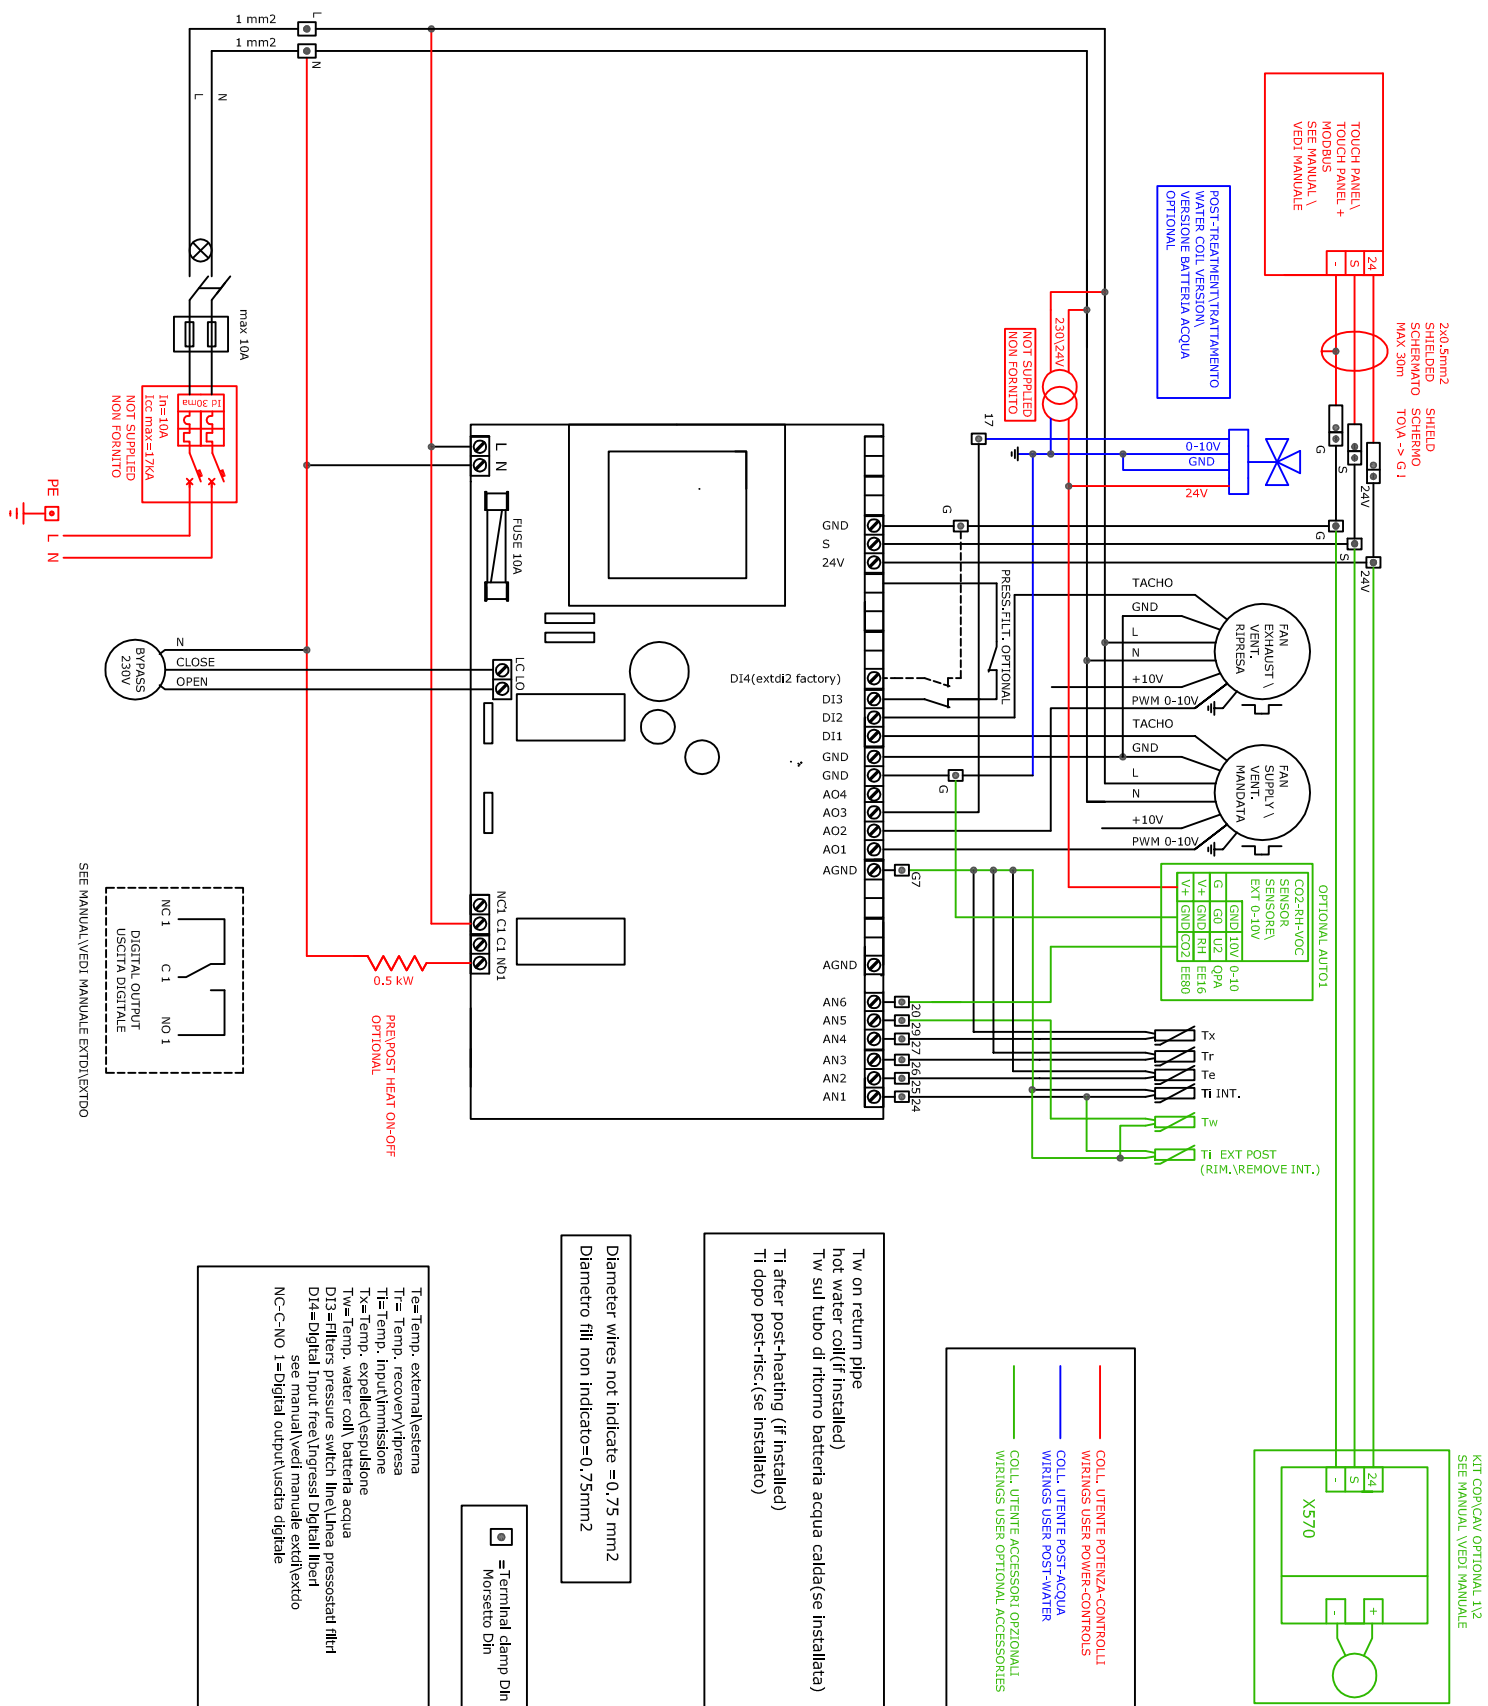 1 mm2
1 mm2
L
N
L
N
max 10A
Id 30ma
In=10A
Icc max=17KA
NOT SUPPLIED
NON FORNITO
PE
L
N
BYPASS
230V
N
CLOSE
OPEN
L
N
FUSE 10A
LC LO
NC1 C1 C1 NO1
0.5 kW
PRE\POST HEAT ON-OFF
OPTIONAL
NC 1
C 1
NO 1
DIGITAL OUTPUT
USCITA DIGITALE
SEE MANUAL\VEDI MANUALE EXTDI\EXTDO
GND
S
24V
DI4(extdi2 factory)
DI3
DI2
DI1
GND
GND
AO4
AO3
AO2
AO1
AGND
AGND
AN6
AN5
AN4
AN3
AN2
AN1
G
G
G7
20
29
27
26
25
24
17
PRESS.FILT. OPTIONAL
NOT SUPPLIED
NON FORNITO
230\24V
0-10V
GND
24V
POST-TREATMENT\TRATTAMENTO
WATER COIL VERSION\
VERSIONE BATTERIA ACQUA
OPTIONAL
TOUCH PANEL\
TOUCH PANEL +
MODBUS
SEE MANUAL \
VEDI MANUALE
24
S
-
2x0.5mm2
SHIELDED
SCHERMATO
MAX 30m
SHIELD
SCHERMO
TO\A -> G !
G
S
24V
G
S
24V
TACHO
GND
L
N
+10V
PWM 0-10V
FAN
EXHAUST \
VENT.
RIPRESA
TACHO
GND
L
N
+10V
PWM 0-10V
FAN
SUPPLY \
VENT.
MANDATA
OPTIONAL AUTO1
CO2-RH-VOC
SENSOR
SENSORE\
EXT 0-10V
GND 10V 0-10
G G0 U2 QPA
V+ GND RH EE16
V+ GND CO2 EE80
Tx
Tr
Te
Ti INT.
Tw
Ti EXT POST
(RIM.\REMOVE INT.)
KIT COP\CAV OPTIONAL 1\2
SEE MANUAL \VEDI MANUALE
24
S
-
X570
+
-
COLL. UTENTE POTENZA-CONTROLLI
WIRINGS USER POWER-CONTROLS
COLL. UTENTE POST-ACQUA
WIRINGS USER POST-WATER
COLL. UTENTE ACCESSORI OPZIONALI
WIRINGS USER OPTIONAL ACCESSORIES
Tw on return pipe
hot water coil(if installed)
Tw sul tubo di ritorno batteria acqua calda(se installata)
Ti after post-heating (if installed)
Ti dopo post-risc.(se installato)
Diameter wires not indicate =0.75 mm2
Diametro fili non indicato=0.75mm2
=Terminal clamp Din
Morsetto Din
Te=Temp. external\esterna
Tr= Temp. recovery\ripresa
Ti=Temp. input\immissione
Tx=Temp. expelled\espulsione
Tw=Temp. water coil\ batteria acqua
DI3=Filters pressure switch line\Linea pressostati filtri
DI4=Digital Input free\Ingressi Digitali liberi
see manual\vedi manuale extdi\extdo
NC-C-NO 1=Digital output\uscita digitale